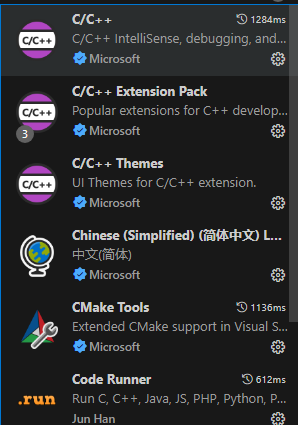 C/C++ 1284ms
C/C++ C/C++ IntelliSense, debugging, and...
Microsoft
C/C++ Extension Pack
C/C++ Popular extensions for C++ develop...
3 Microsoft
C/C++ Themes
C/C++ UI Themes for C/C++ extension.
Microsoft
Chinese (Simplified) (简体中文) L...
中文(简体)
Microsoft
CMake Tools 1136ms
Extended CMake support in Visual S...
Microsoft
Code Runner 612ms
.run Run C, C++, Java, JS, PHP, Python, P...
Jun Han